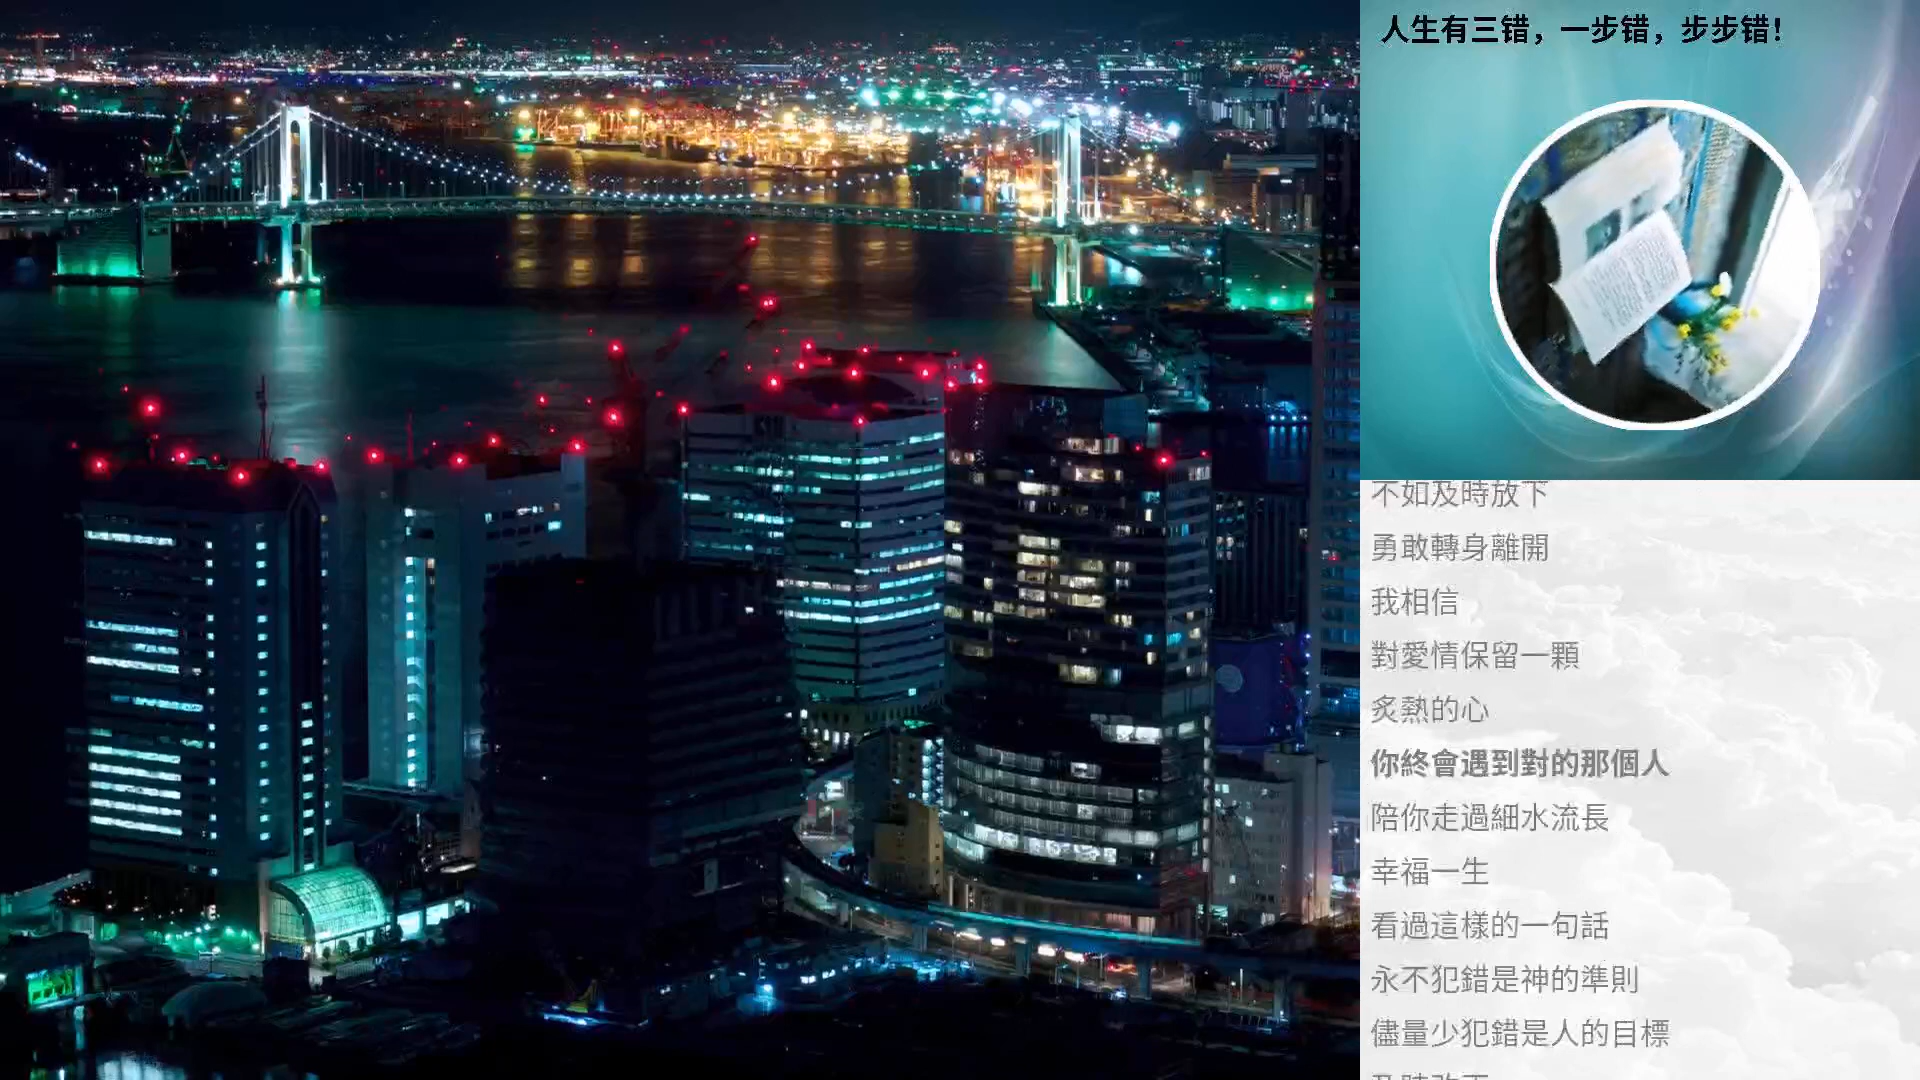 人生有三错，一步错，步步错！
不如及時放下
勇敢轉身離開
我相信
對愛情保留一顆
炙熱的心
你終會遇到對的那個人
陪你走過細水流長
幸福一生
看過這樣的一句話
永不犯錯是神的準則
儘量少犯錯是人的目標